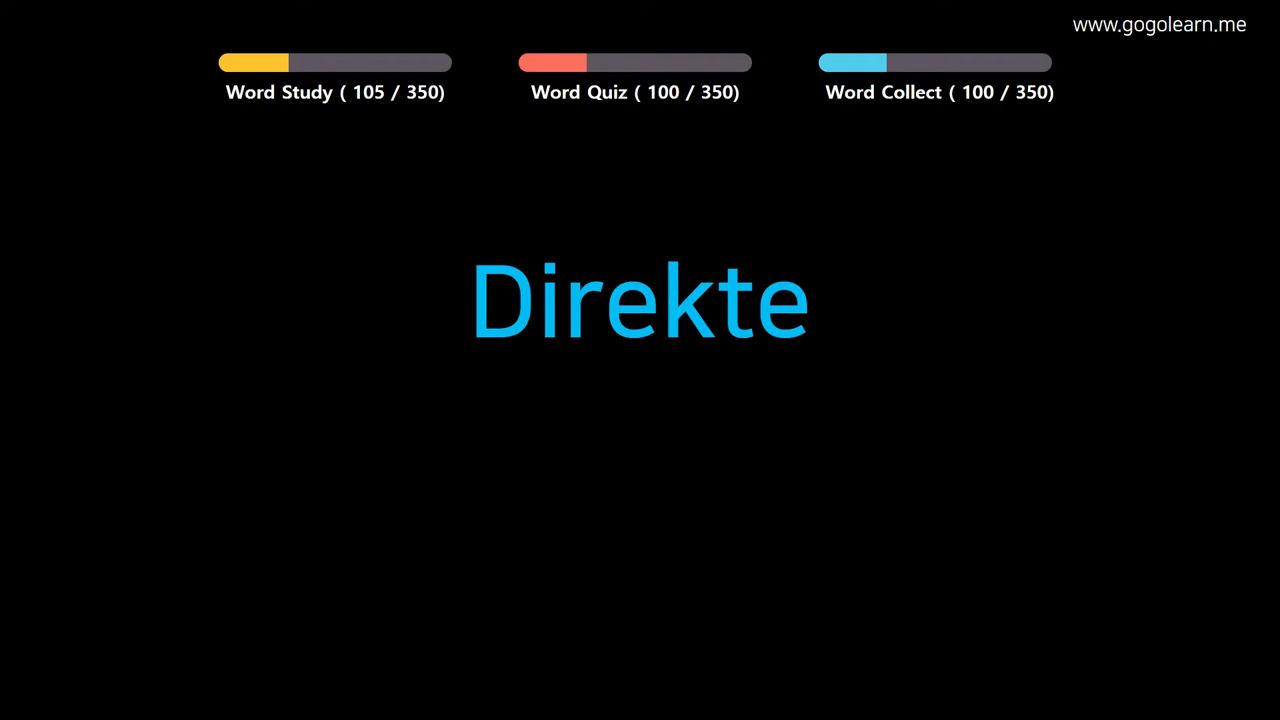 www.gogolearn.me
Word Study ( 105 / 350)
Word Quiz ( 100 / 350)
Word Collect ( 100 / 350)
Direkte